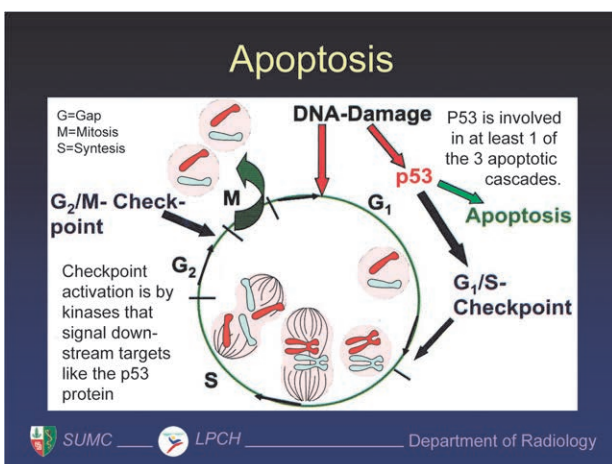 Apoptosis
G=Gap
M=Mitosis
S=Syntesis
DNA-Damage
P53 is involved
in at least 1 of
the 3 apoptotic
cascades.
p53
Apoptosis
M
G1
G2/M- Check-
point
G2
G1/S-
Checkpoint
Checkpoint
activation is by
kinases that
signal down-
stream targets
like the p53
protein
S
SUMC LPCH Department of Radiology